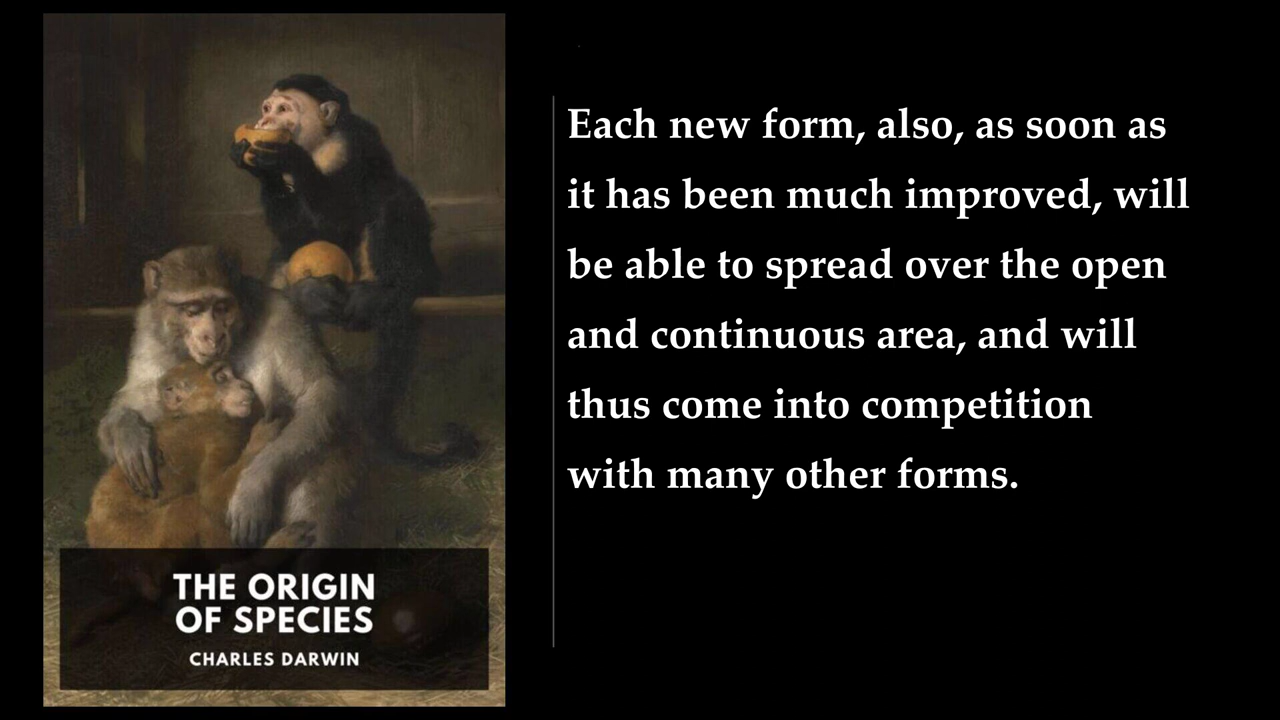 THE ORIGIN
OF SPECIES
CHARLES DARWIN
Each new form, also, as soon as
it has been much improved, will
be able to spread over the open
and continuous area, and will
thus come into competition
with many other forms.